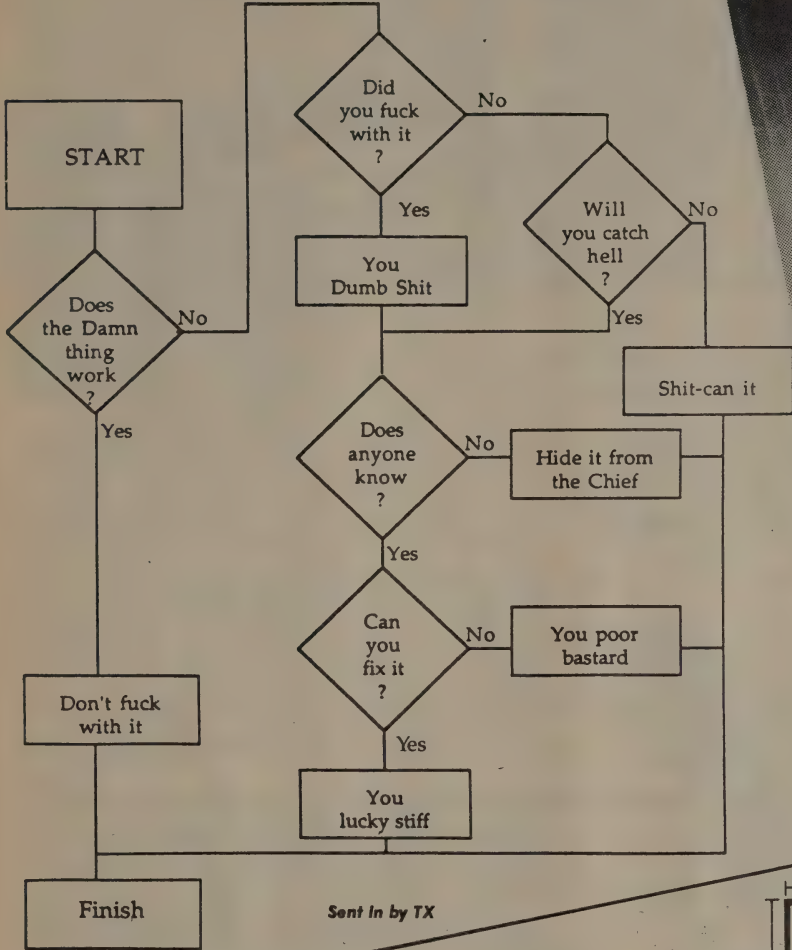 START
Does
the Damn
thing
work
?
No
Yes
Don't fuck
with it
Finish
Did
you fuck
with it
?
No
Yes
You
Dumb Shit
Will
you catch
hell
?
No
Yes
Shit-can it
Does
anyone
know
?
No
Hide it from
the Chief
Yes
Can
you
fix it
?
No
You poor
bastard
Yes
You
lucky stiff
Sent in by TX